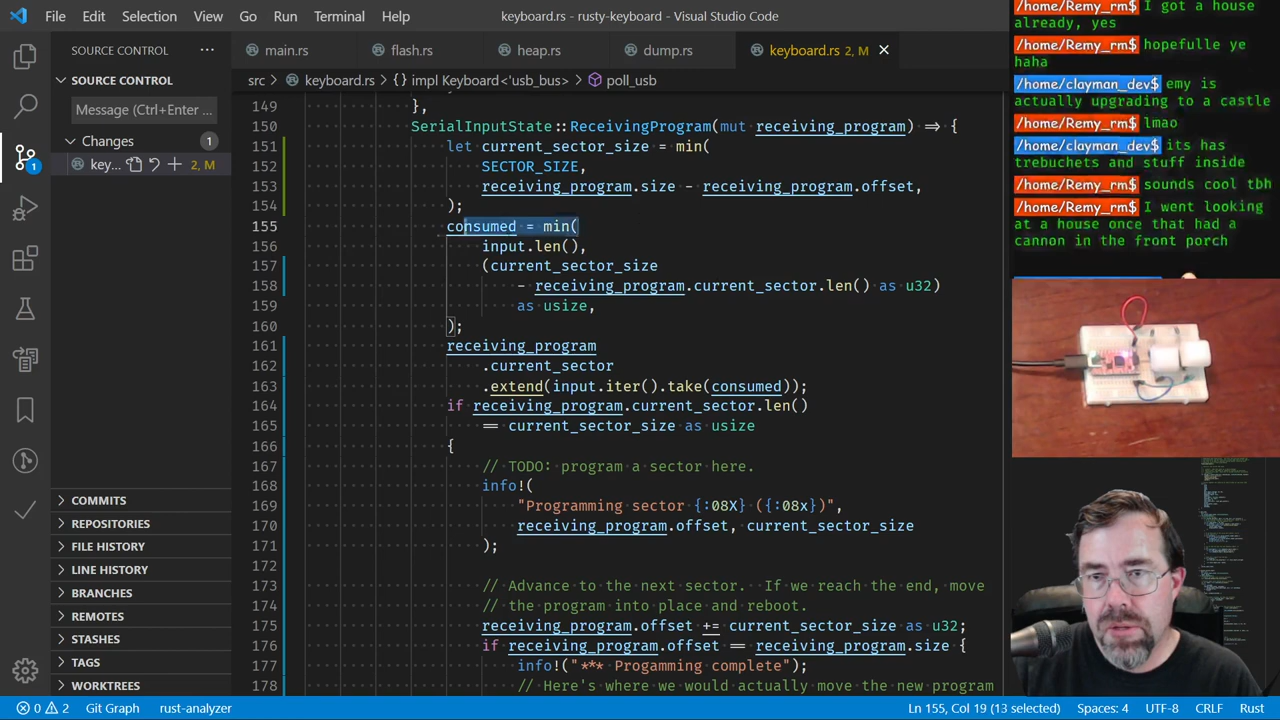 File Edit Selection View Go Run Terminal Help
keyboard.rs - rusty-keyboard - Visual Studio Code
SOURCE CONTROL
main.rs flash.rs heap.rs dump.rs keyboard.rs 2, M
src > keyboard.rs > {} impl Keyboard<'usb_bus> > poll_usb
SOURCE CONTROL
Message (Ctrl+Enter ...
Changes 1
key... 2, M
COMMITS
REPOSITORIES
FILE HISTORY
LINE HISTORY
BRANCHES
REMOTES
STASHES
TAGS
WORKTREES
149 },
150 SerialInputState::ReceivingProgram(mut receiving_program) => {
151 let current_sector_size = min(
152 SECTOR_SIZE,
153 receiving_program.size - receiving_program.offset,
154 );
155 consumed = min(
156 input.len(),
157 (current_sector_size
158 - receiving_program.current_sector.len() as u32)
159 as usize,
160 );
161 receiving_program
162 .current_sector
163 .extend(input.iter().take(consumed));
164 if receiving_program.current_sector.len()
165 == current_sector_size as usize
166 {
167 // TODO: program a sector here.
168 info!(
169 "Programming sector {:08X} ({:08x})",
170 receiving_program.offset, current_sector_size
171 );
172
173 // Advance to the next sector. If we reach the end, move
174 // the program into place and reboot.
175 receiving_program.offset += current_sector_size as u32;
176 if receiving_program.offset == receiving_program.size {
177 info!("*** Progamming complete");
178 // Here's where we would actually move the new program
/home/Remy_rm$ I got a house
already, yes
/home/Remy_rm$ hopefulle ye
haha
/home/clayman_dev$ emy is
actually upgrading to a castle
/home/Remy_rm$ lmao
/home/clayman_dev$ its has
trebuchets and stuff inside
/home/Remy_rm$ sounds cool tbh
/home/Remy_rm$ I went looking
at a house once that had a
cannon in the front porch
0 2 Git Graph rust-analyzer
Ln 155, Col 19 (13 selected) Spaces: 4 UTF-8 CRLF Rust